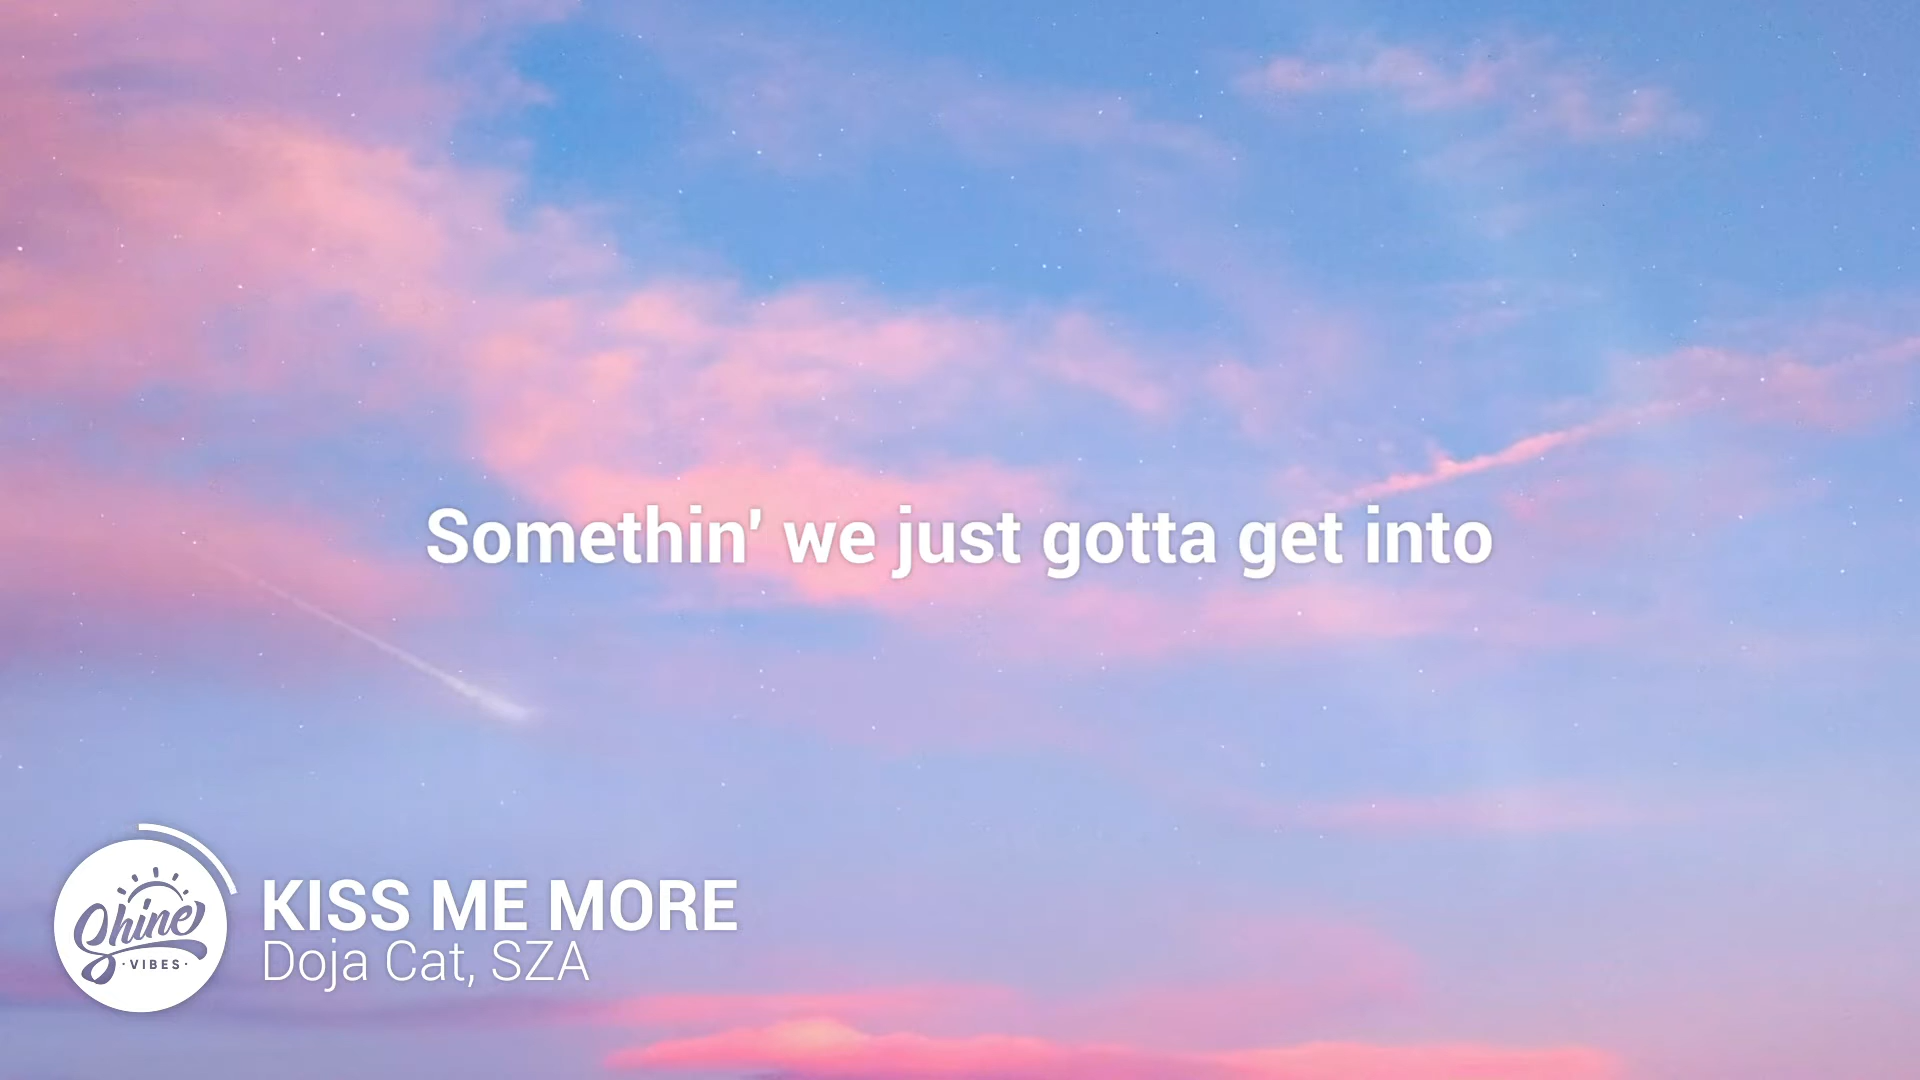 Somethin' we just gotta get into
Shine
·VIBES·
KISS ME MORE
Doja Cat, SZA